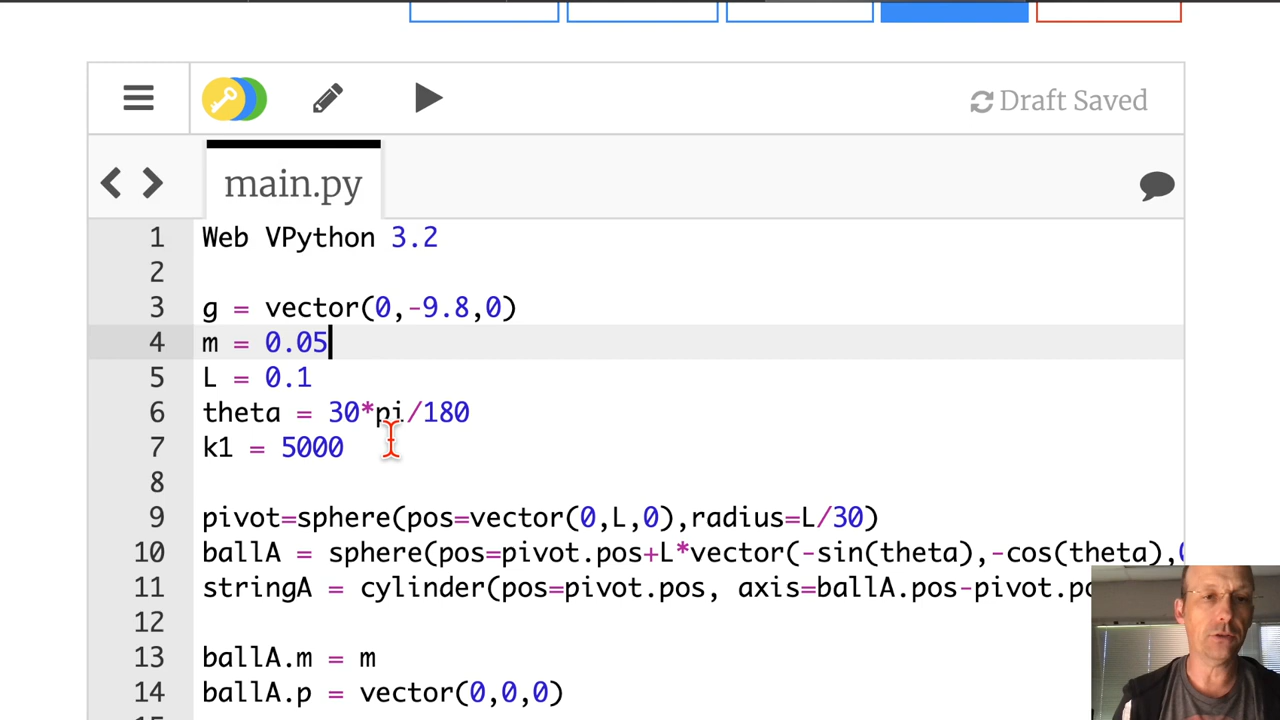 Draft Saved
main.py
1 Web VPython 3.2
2
3 g = vector(0,-9.8,0)
4 m = 0.05
5 L = 0.1
6 theta = 30*pi/180
7 k1 = 5000
8
9 pivot=sphere(pos=vector(0,L,0),radius=L/30)
10 ballA = sphere(pos=pivot.pos+L*vector(-sin(theta),-cos(theta),
11 stringA = cylinder(pos=pivot.pos, axis=ballA.pos-pivot.po
12
13 ballA.m = m
14 ballA.p = vector(0,0,0)